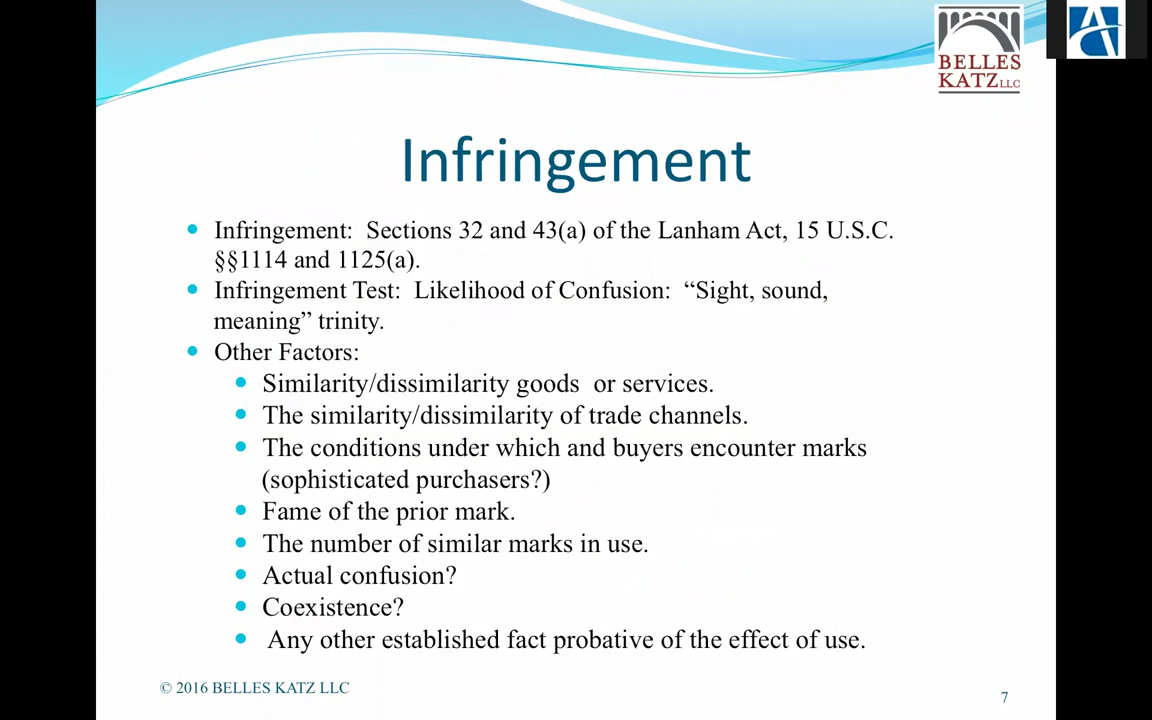 BELLES
KATZ LLC
Infringement
Infringement: Sections 32 and 43(a) of the Lanham Act, 15 U.S.C.
§§1114 and 1125(a).
Infringement Test: Likelihood of Confusion: “Sight, sound,
meaning” trinity.
Other Factors:
Similarity/dissimilarity goods or services.
The similarity/dissimilarity of trade channels.
The conditions under which and buyers encounter marks
(sophisticated purchasers?)
Fame of the prior mark.
The number of similar marks in use.
Actual confusion?
Coexistence?
Any other established fact probative of the effect of use.
© 2016 BELLES KATZ LLC
7